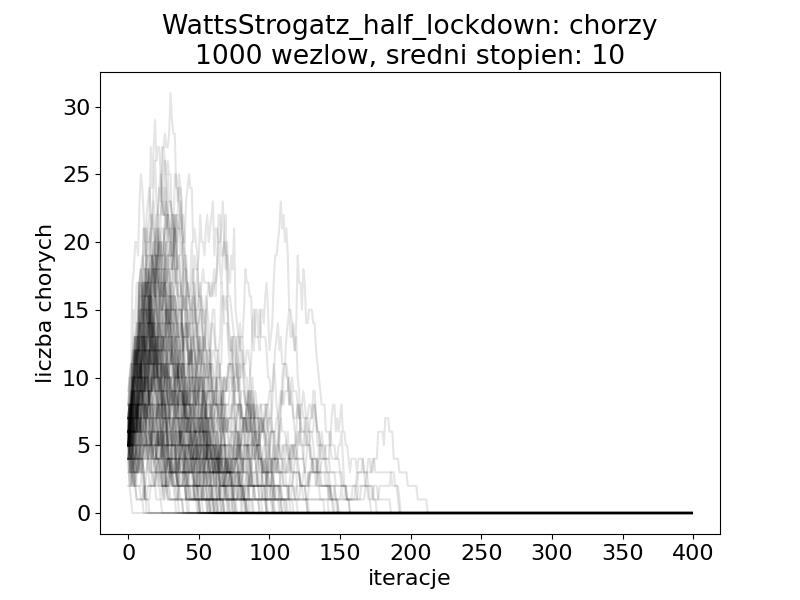 WattsStrogatz_half_lockdown: chorzy
1000 wezlow, sredni stopien: 10
30
25
20
15
10
5
0
liczba chorych
0 50 100 150 200 250 300 350 400
iteracje